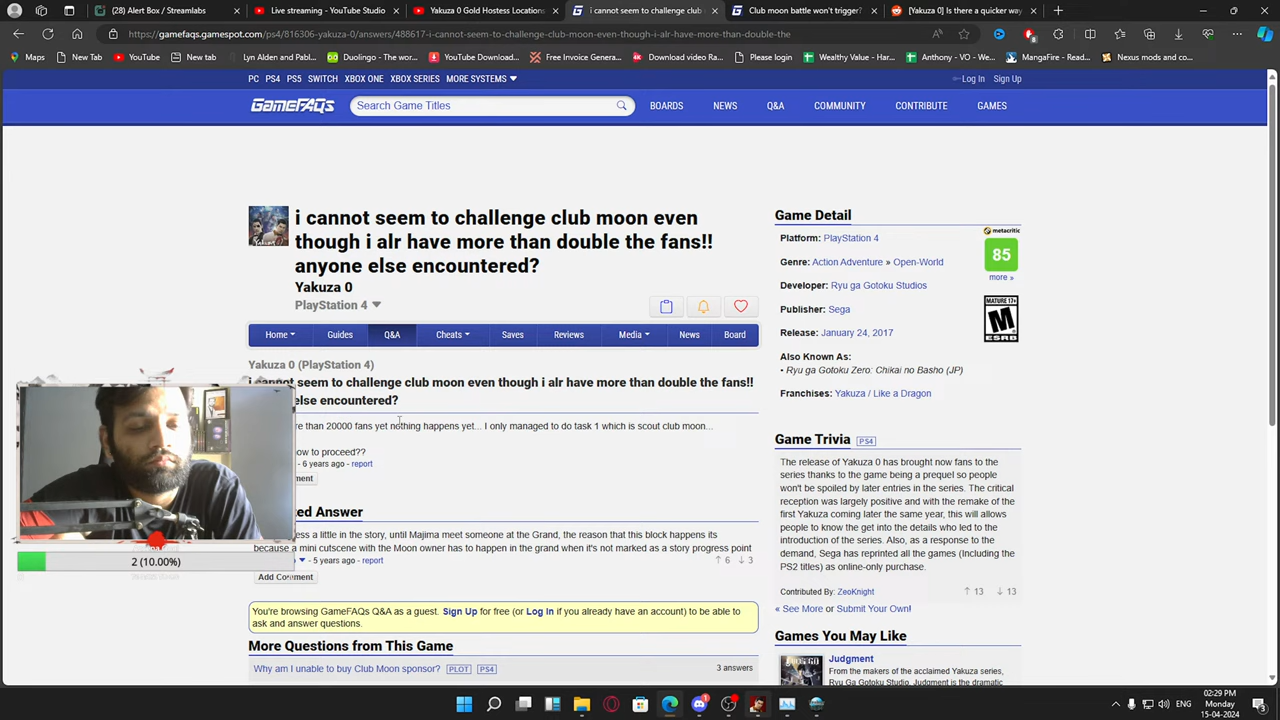 (28) Alert Box / Streamlabs
Live streaming - YouTube Studio
Yakuza 0 Gold Hostess Locations
i cannot seem to challenge club
Club moon battle won't trigger?
[Yakuza 0] Is there a quicker way
https://gamefaqs.gamespot.com/ps4/816306-yakuza-0/answers/488617-i-cannot-seem-to-challenge-club-moon-even-though-i-alr-have-more-than-double-the
Maps
New Tab
YouTube
New tab
Lyn Alden and Pabl...
Duolingo - The wor...
Download youtube...
Free Invoice Genera...
Download video Ra...
Please login
Wealthy Value - Har...
Anthony - VO - We...
MangaFire - Read...
Nexus mods and co...
PC PS4 PS5 SWITCH XBOX ONE XBOX SERIES MORE SYSTEMS
Log In Sign Up
GameFAQs
Search Game Titles
BOARDS NEWS Q&A COMMUNITY CONTRIBUTE GAMES
i cannot seem to challenge club moon even
though i alr have more than double the fans!!
anyone else encountered?
Yakuza 0
PlayStation 4
Home Guides Q&A Cheats Saves Reviews Media News Board
Yakuza 0 (PlayStation 4)
i cannot seem to challenge club moon even though i alr have more than double the fans!!
else encountered?
re than 20000 fans yet nothing happens yet... I only managed to do task 1 which is scout club moon...
ow to proceed??
- 6 years ago - report
ment
ked Answer
ess a little in the story, until Majima meet someone at the Grand, the reason that this block happens its
because a mini cutscene with the Moon owner has to happen in the grand when it's not marked as a story progress point
- 5 years ago - report
6 3
Add Comment
You're browsing GameFAQs Q&A as a guest. Sign Up for free (or Log In if you already have an account) to be able to
ask and answer questions.
More Questions from This Game
Why am I unable to buy Club Moon sponsor? PLOT PS4
3 answers
Game Detail
Platform: PlayStation 4
Genre: Action Adventure » Open-World
Developer: Ryu ga Gotoku Studios
Publisher: Sega
Release: January 24, 2017
Also Known As:
• Ryu ga Gotoku Zero: Chikai no Basho (JP)
Franchises: Yakuza / Like a Dragon
metacritic
85
more »
MATURE 17+
M
ESRB
Game Trivia PS4
The release of Yakuza 0 has brought now fans to the
series thanks to the game being a prequel so people
won't be spoiled by later entries in the series. The critical
reception was largely positive and with the remake of the
first Yakuza coming later the same year, this will allows
people to know the get into the details who led to the
introduction of the series. Also, as a response to the
demand, Sega has reprinted all the games (Including the
PS2 titles) as online-only purchase.
Contributed By: ZeoKnight
13 13
« See More or Submit Your Own!
Games You May Like
Judgment
From the makers of the acclaimed Yakuza series,
Ryu Ga Gotoku Studio, Judgment is the dramatic
2 (10.00%)
ENG
02:29 PM
Monday
15-04-2024